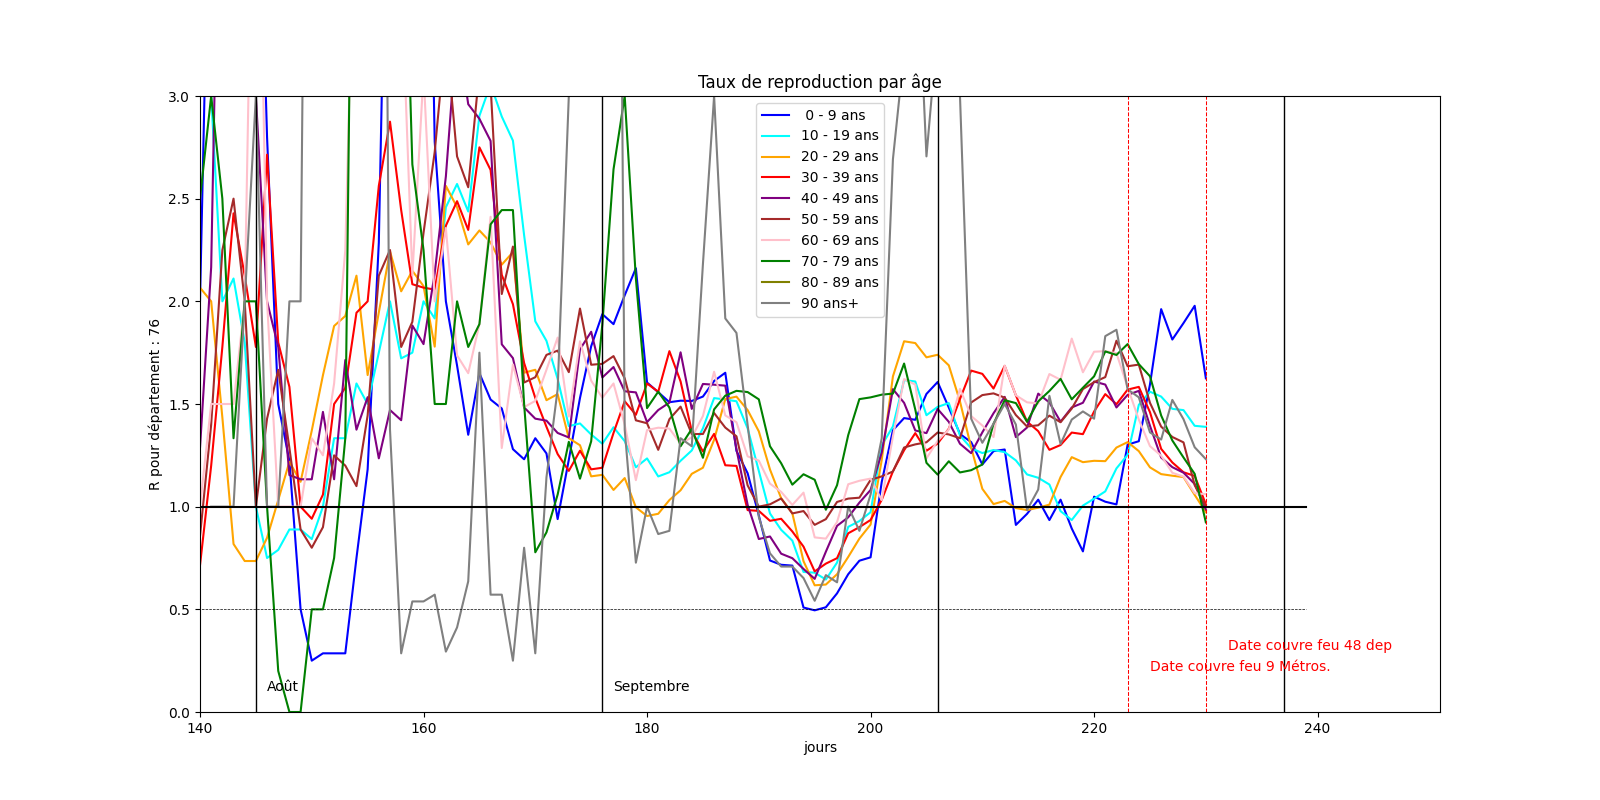 Taux de reproduction par âge
3.0
2.5
2.0
1.5
1.0
0.5
0.0
R pour département : 76
0 - 9 ans
10 - 19 ans
20 - 29 ans
30 - 39 ans
40 - 49 ans
50 - 59 ans
60 - 69 ans
70 - 79 ans
80 - 89 ans
90 ans+
Date couvre feu 48 dep
Date couvre feu 9 Métros.
Août
Septembre
140
160
180
200
220
240
jours